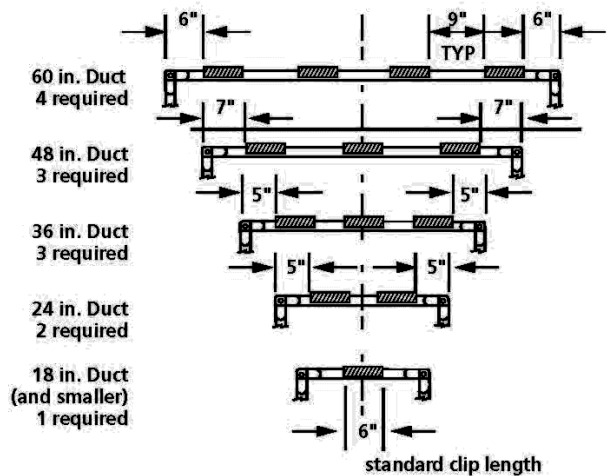 6" 9" 6"
TYP
60 in. Duct
4 required
7" 7"
48 in. Duct
3 required
5" 5"
36 in. Duct
3 required
5" 5"
24 in. Duct
2 required
18 in. Duct
(and smaller)
1 required
6"
standard clip length